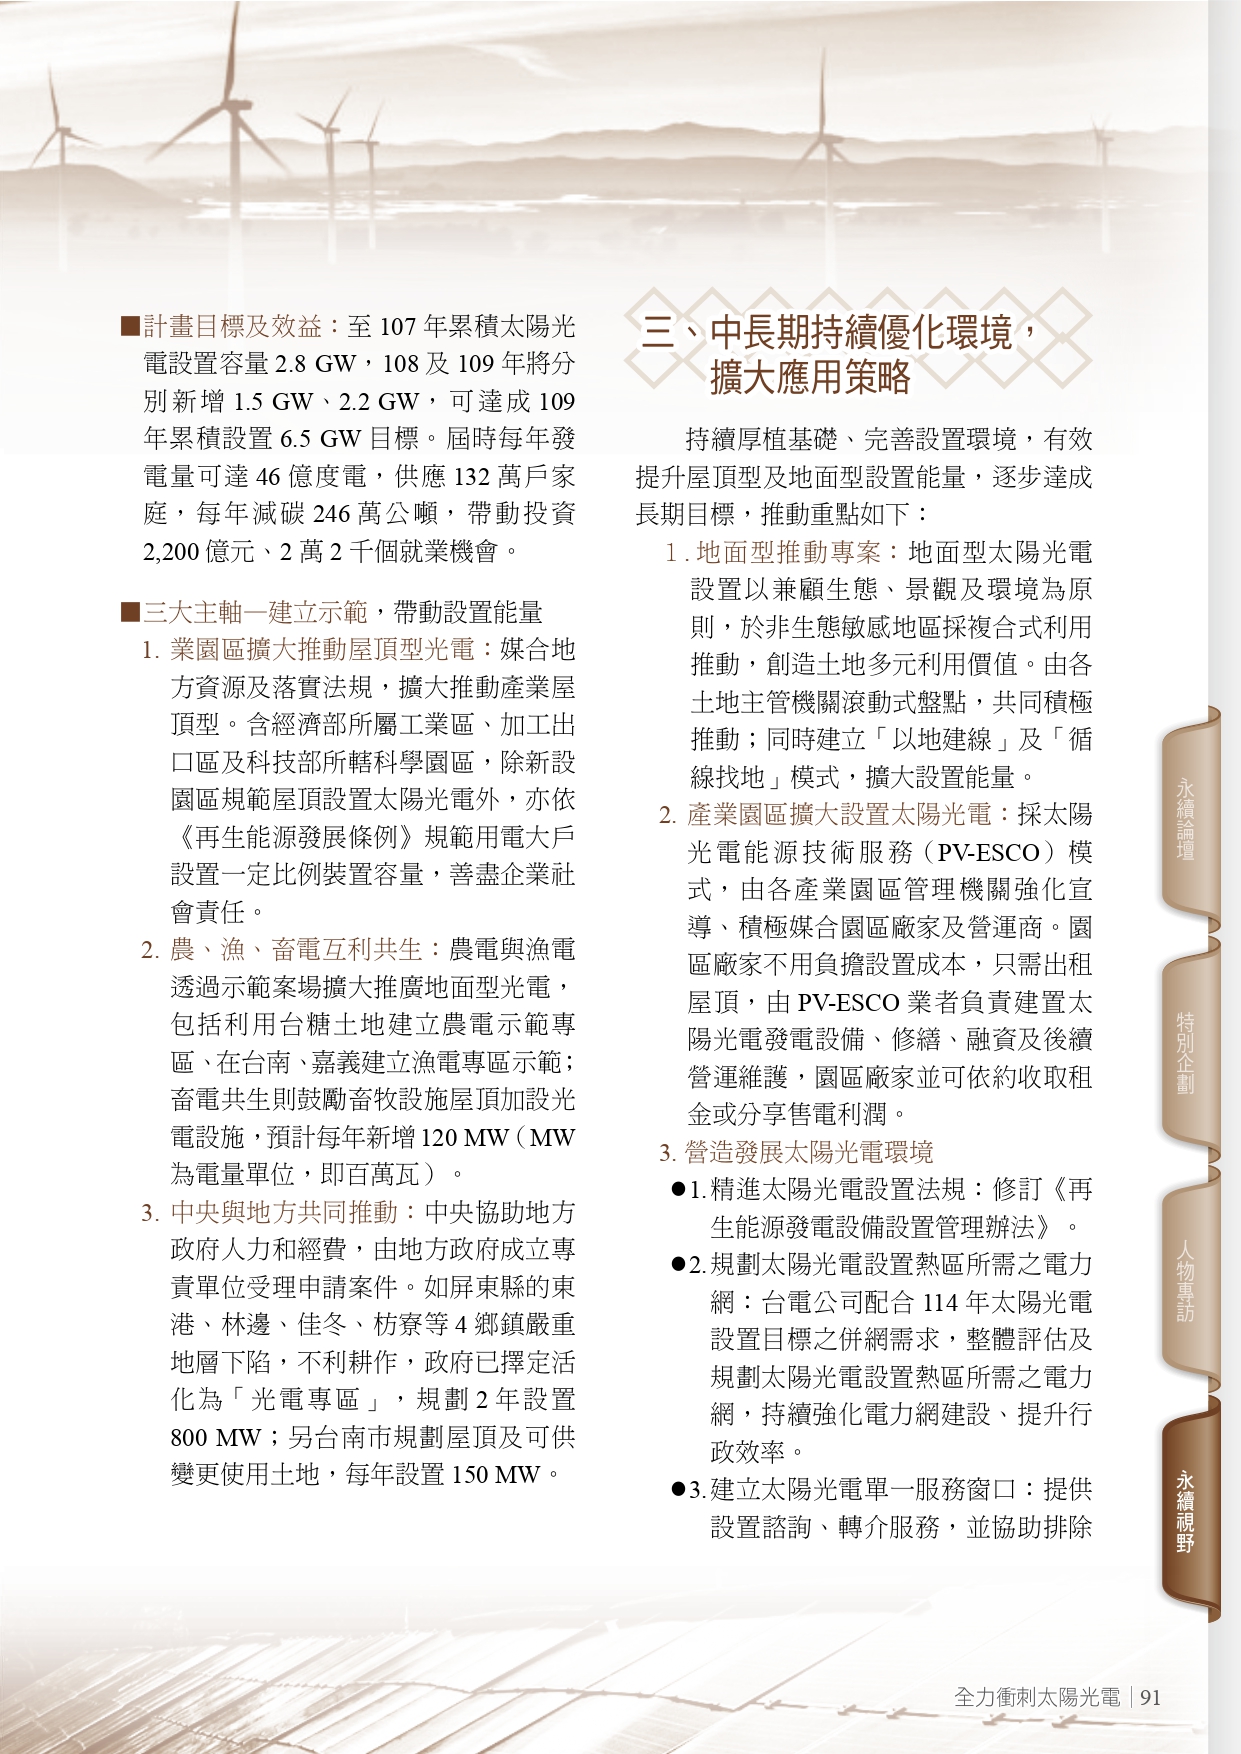 ■計畫目標及效益：至 107 年累積太陽光
電設置容量 2.8 GW，108 及 109 年將分
別新增 1.5 GW、2.2 GW，可達成 109
年累積設置 6.5 GW 目標。屆時每年發
電量可達 46 億度電，供應 132 萬戶家
庭，每年減碳 246 萬公噸，帶動投資
2,200 億元、2 萬 2 千個就業機會。
■三大主軸—建立示範，帶動設置能量
1. 業園區擴大推動屋頂型光電：媒合地
方資源及落實法規，擴大推動產業屋
頂型。含經濟部所屬工業區、加工出
口區及科技部所轄科學園區，除新設
園區規範屋頂設置太陽光電外，亦依
《再生能源發展條例》規範用電大戶
設置一定比例裝置容量，善盡企業社
會責任。
2. 農、漁、畜電互利共生：農電與漁電
透過示範案場擴大推廣地面型光電，
包括利用台糖土地建立農電示範專
區、在台南、嘉義建立漁電專區示範；
畜電共生則鼓勵畜牧設施屋頂加設光
電設施，預計每年新增 120 MW（MW
為電量單位，即百萬瓦）。
3. 中央與地方共同推動：中央協助地方
政府人力和經費，由地方政府成立專
責單位受理申請案件。如屏東縣的東
港、林邊、佳冬、枋寮等 4 鄉鎮嚴重
地層下陷，不利耕作，政府已擇定活
化為「光電專區」，規劃 2 年設置
800 MW；另台南市規劃屋頂及可供
變更使用土地，每年設置 150 MW。
三、中長期持續優化環境，
擴大應用策略
持續厚植基礎、完善設置環境，有效
提升屋頂型及地面型設置能量，逐步達成
長期目標，推動重點如下：
1. 地面型推動專案：地面型太陽光電
設置以兼顧生態、景觀及環境為原
則，於非生態敏感地區採複合式利用
推動，創造土地多元利用價值。由各
土地主管機關滾動式盤點，共同積極
推動；同時建立「以地建線」及「循
線找地」模式，擴大設置能量。
2. 產業園區擴大設置太陽光電：採太陽
光電能源技術服務（PV-ESCO）模
式，由各產業園區管理機關強化宣
導、積極媒合園區廠家及營運商。園
區廠家不用負擔設置成本，只需出租
屋頂，由 PV-ESCO 業者負責建置太
陽光電發電設備、修繕、融資及後續
營運維護，園區廠家並可依約收取租
金或分享售電利潤。
3. 營造發展太陽光電環境
●1.精進太陽光電設置法規：修訂《再
生能源發電設備設置管理辦法》。
●2.規劃太陽光電設置熱區所需之電力
網：台電公司配合 114 年太陽光電
設置目標之併網需求，整體評估及
規劃太陽光電設置熱區所需之電力
網，持續強化電力網建設、提升行
政效率。
●3.建立太陽光電單一服務窗口：提供
設置諮詢、轉介服務，並協助排除
永續論壇
特別企劃
人物專訪
永續視野
全力衝刺太陽光電｜91